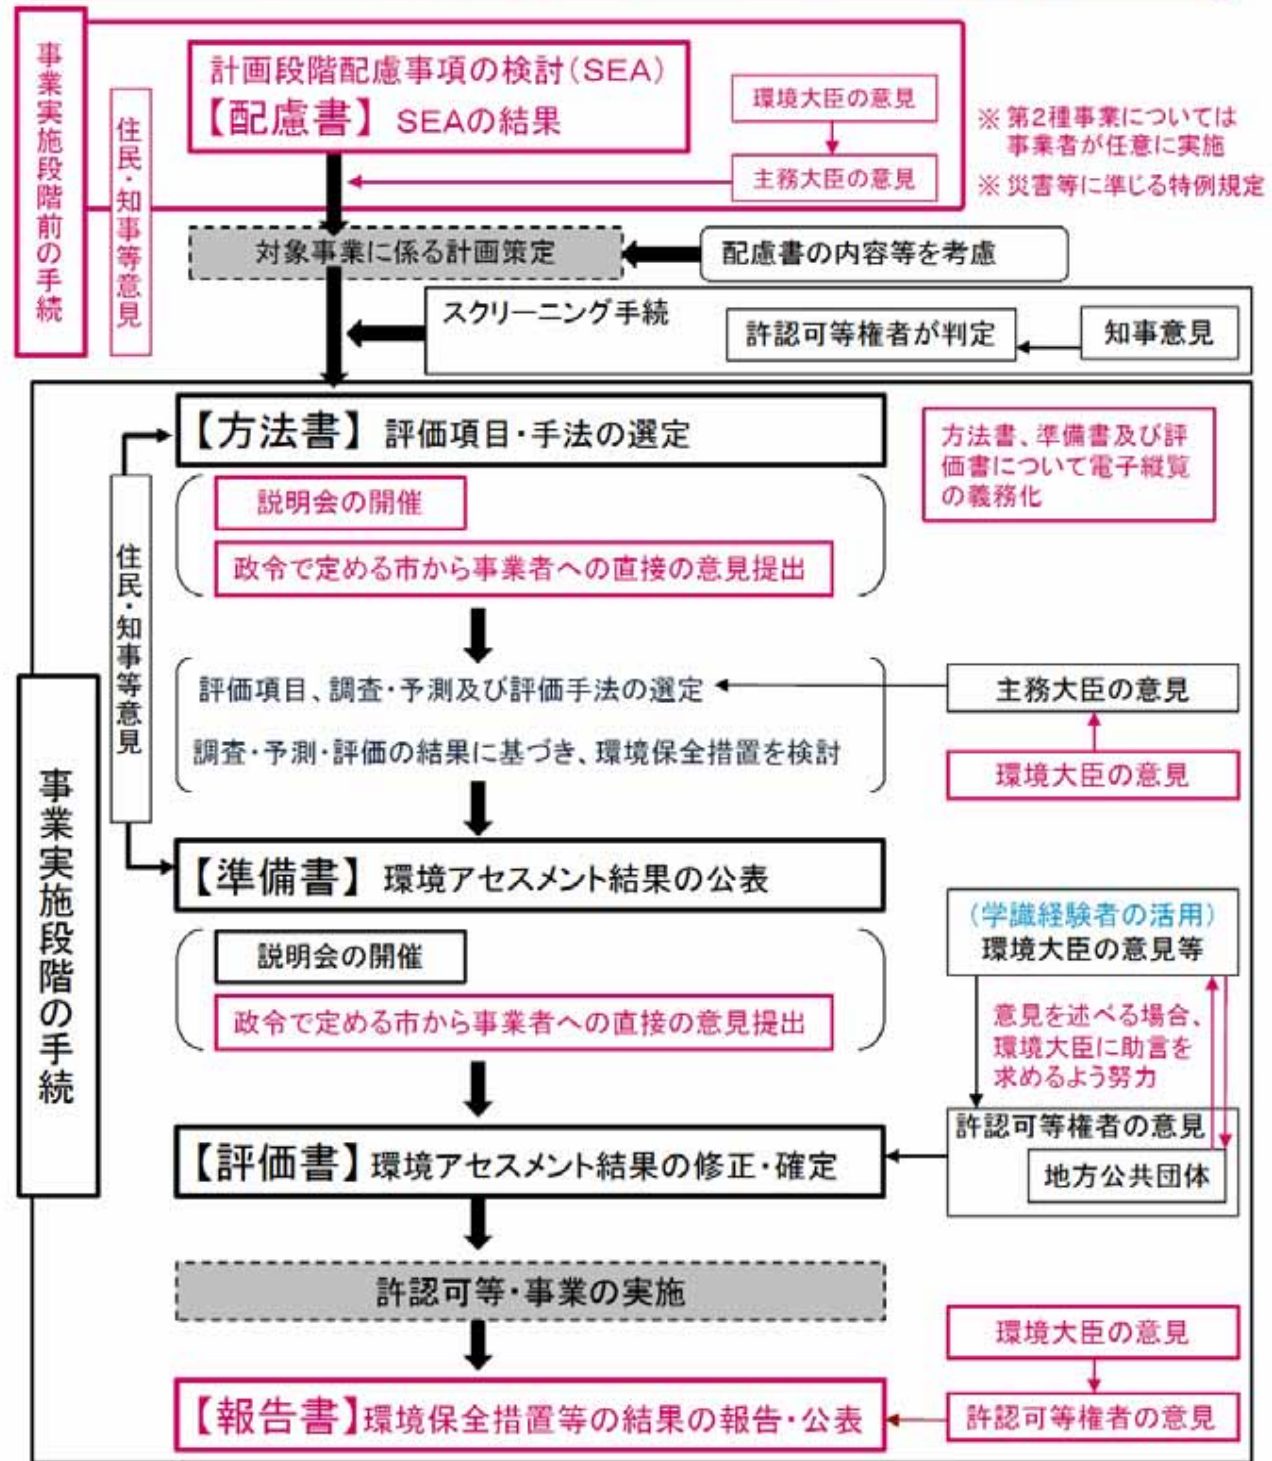 事業実施段階前の手続
住民・知事等意見
計画段階配慮事項の検討(SEA)
【配慮書】 SEAの結果
環境大臣の意見
主務大臣の意見
※ 第2種事業については
事業者が任意に実施
※ 災害等に準じる特例規定
対象事業に係る計画策定
配慮書の内容等を考慮
スクリーニング手続
許認可等権者が判定
知事意見
事業実施段階の手続
住民・知事等意見
【方法書】 評価項目・手法の選定
方法書、準備書及び評
価書について電子縦覧
の義務化
説明会の開催
政令で定める市から事業者への直接の意見提出
評価項目、調査・予測及び評価手法の選定
主務大臣の意見
調査・予測・評価の結果に基づき、環境保全措置を検討
環境大臣の意見
【準備書】 環境アセスメント結果の公表
説明会の開催
政令で定める市から事業者への直接の意見提出
(学識経験者の活用)
環境大臣の意見等
意見を述べる場合、
環境大臣に助言を
求めるよう努力
許認可等権者の意見
地方公共団体
【評価書】 環境アセスメント結果の修正・確定
許認可等・事業の実施
環境大臣の意見
【報告書】環境保全措置等の結果の報告・公表
許認可等権者の意見